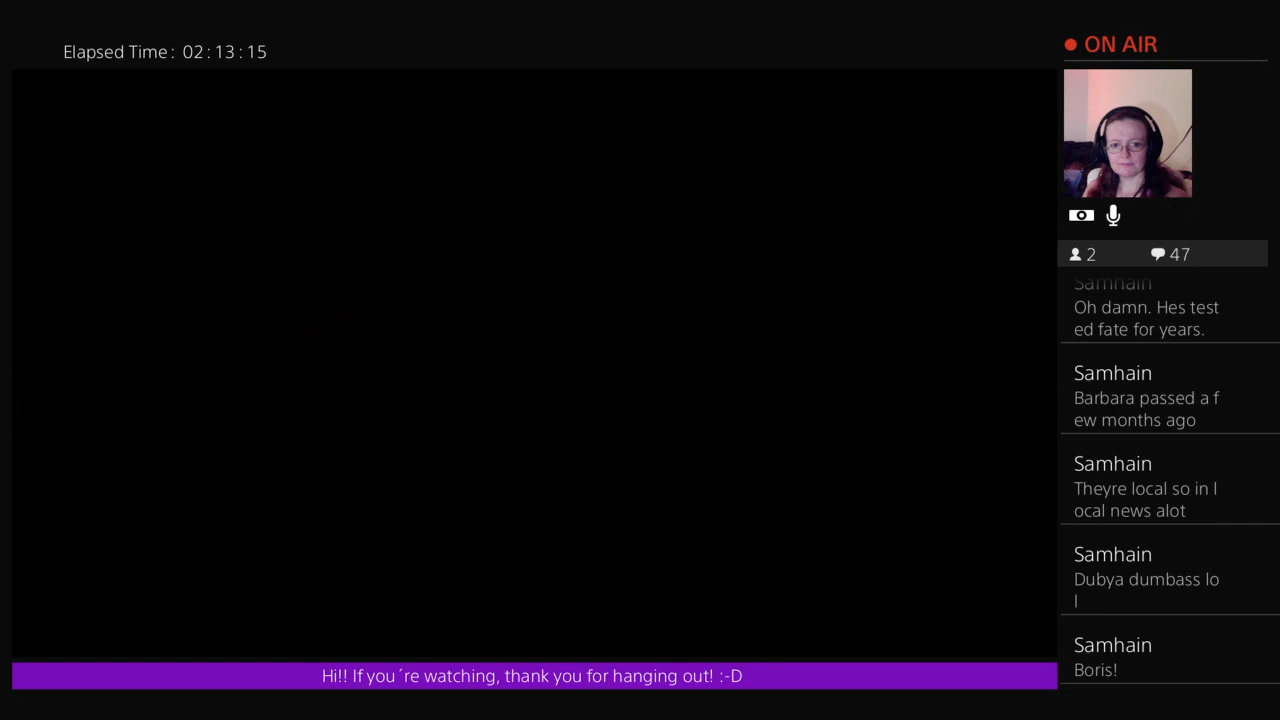 Elapsed Time: 02:13:15
ON AIR
2 47
Samhain
Oh damn. Hes test
ed fate for years.
Samhain
Barbara passed a f
ew months ago
Samhain
Theyre local so in l
ocal news alot
Samhain
Dubya dumbass lo
l
Samhain
Boris!
Hi!! If you´re watching, thank you for hanging out! :-D